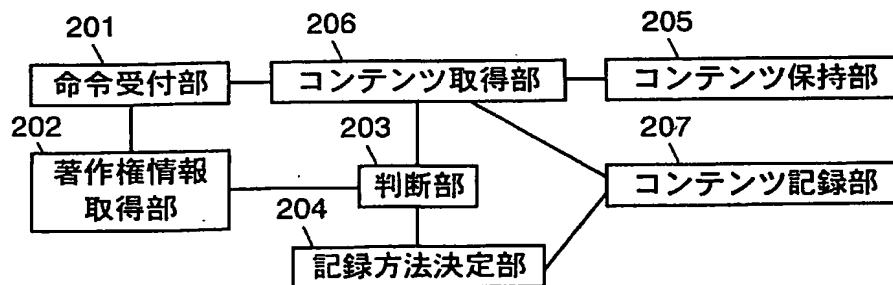 201
206
205
命令受付部
コンテンツ取得部
コンテンツ保持部
202
203
207
著作権情報
取得部
判断部
コンテンツ記録部
204
記録方法決定部